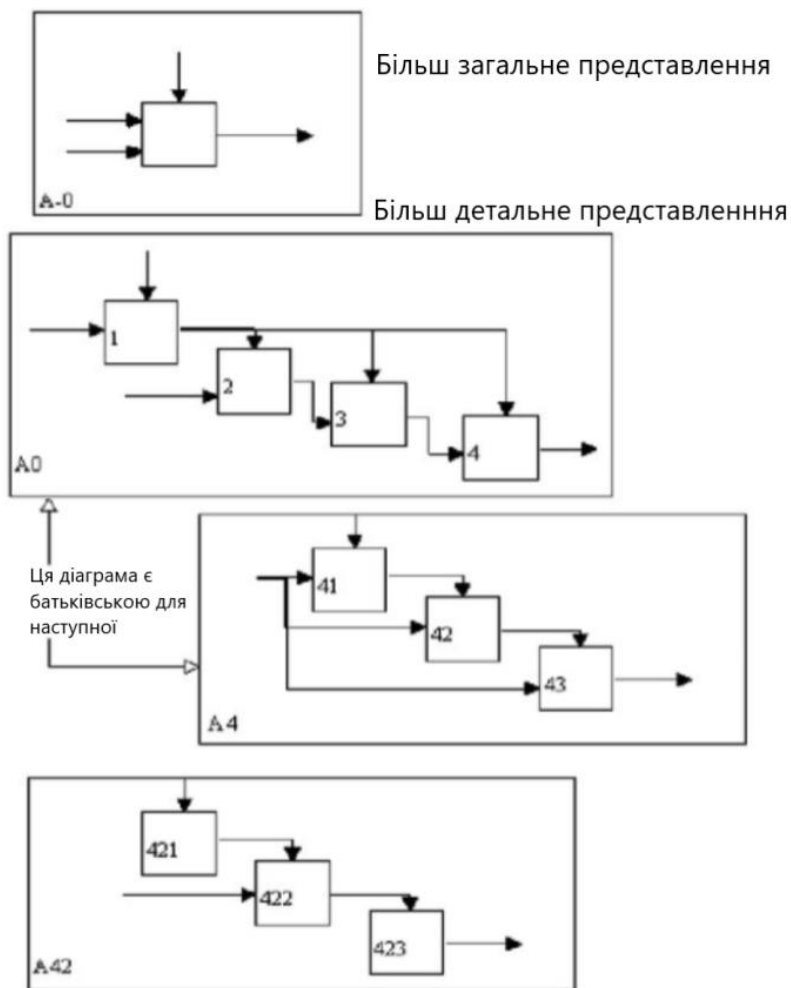 Більш загальне представлення
A-0
Більш детальне представленння
1
2
3
4
A0
Ця діаграма є
батьківською для
наступної
41
42
43
A4
421
422
423
A42